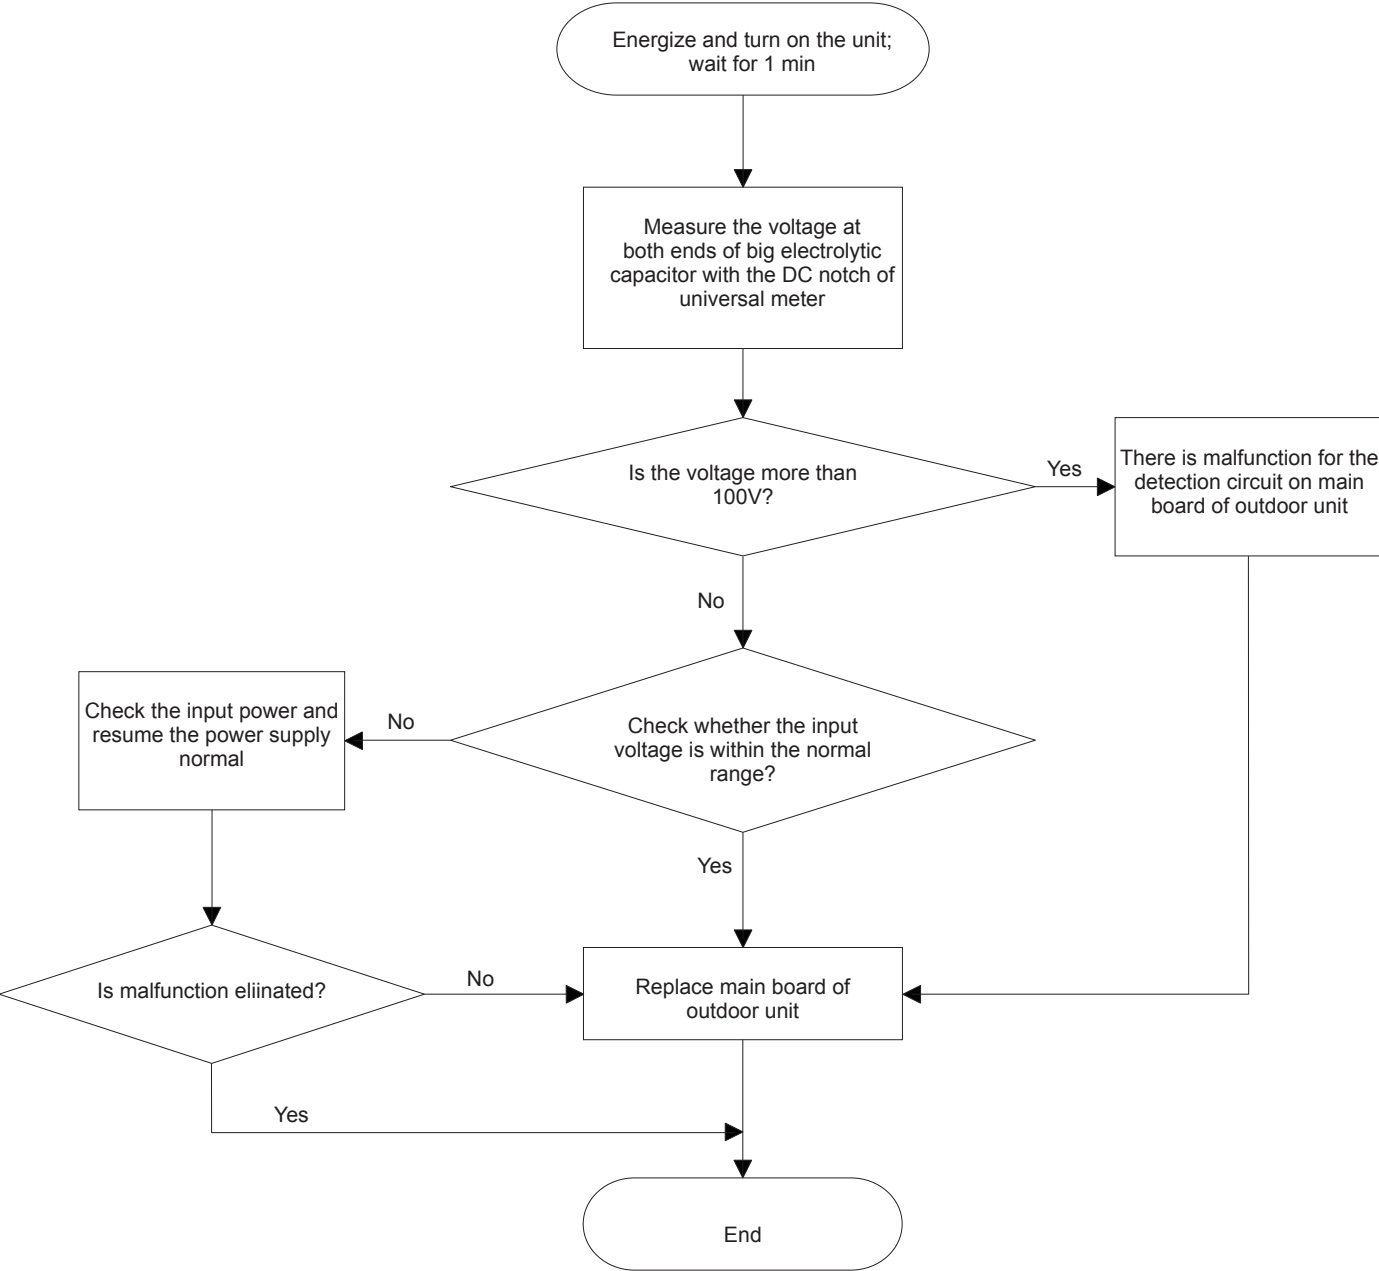 Energize and turn on the unit;
wait for 1 min
Measure the voltage at
both ends of big electrolytic
capacitor with the DC notch of
universal meter
Is the voltage more than
100V?
Yes
There is malfunction for the
detection circuit on main
board of outdoor unit
No
Check whether the input
voltage is within the normal
range?
No
Check the input power and
resume the power supply
normal
Yes
Is malfunction eliinated?
No
Replace main board of
outdoor unit
Yes
End